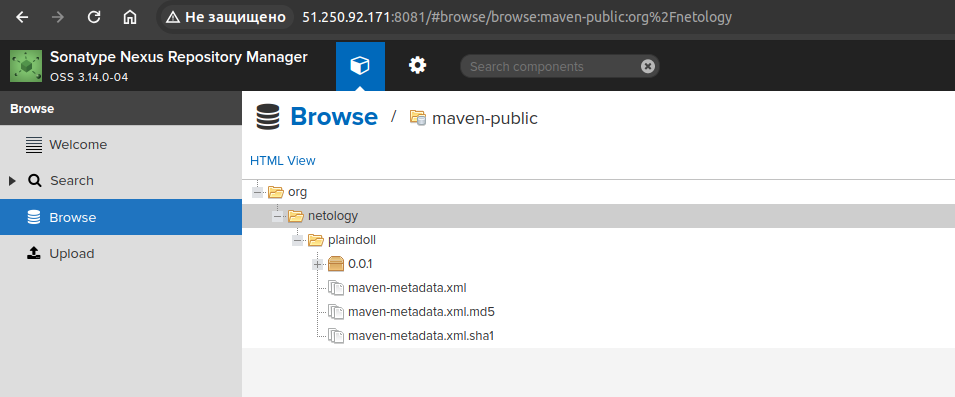 Не защищено 51.250.92.171:8081/#browse/browse:maven-public:org%2Fnetology
Sonatype Nexus Repository Manager
OSS 3.14.0-04
Search components
Browse
Welcome
Search
Browse
Upload
Browse / maven-public
HTML View
org
netology
plaindoll
0.0.1
maven-metadata.xml
maven-metadata.xml.md5
maven-metadata.xml.sha1